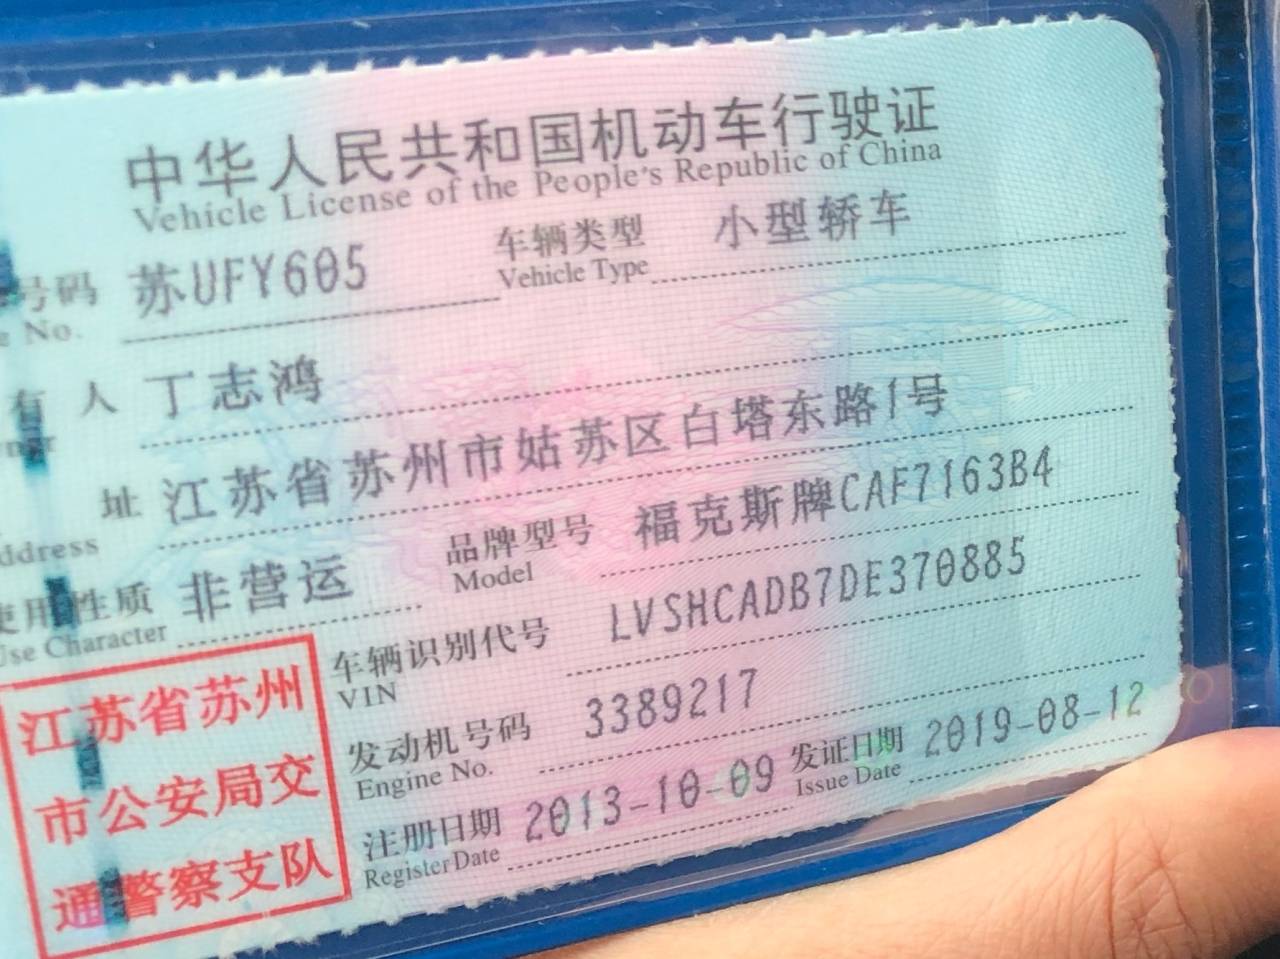 中华人民共和国机动车行驶证
Vehicle License of the People's Republic of China
号码 苏UFY605 车辆类型 小型轿车
No. Vehicle Type
有人 丁志鸿
址 江苏省苏州市姑苏区白塔东路1号
ddress
使用性质 非营运 品牌型号 福克斯牌CAF7163B4
Use Character Model
车辆识别代号 LVSHCADB7DE370885
VIN
发动机号码 3389217
Engine No.
注册日期 2013-10-09 发证日期 2019-08-12
Register Date Issue Date
江苏省苏州
市公安局交
通警察支队